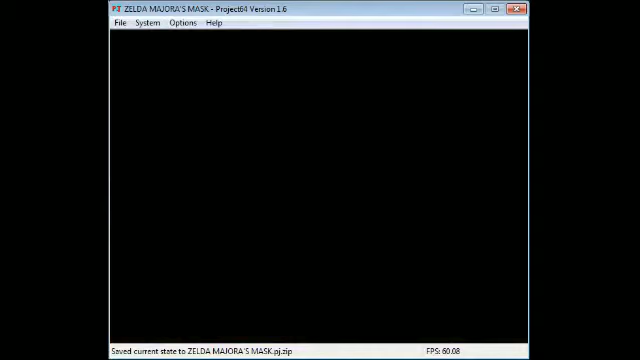 PJ ZELDA MAJORA'S MASK - Project64 Version 1.6
File System Options Help
Saved current state to ZELDA MAJORA'S MASK.pj.zip FPS: 60.08